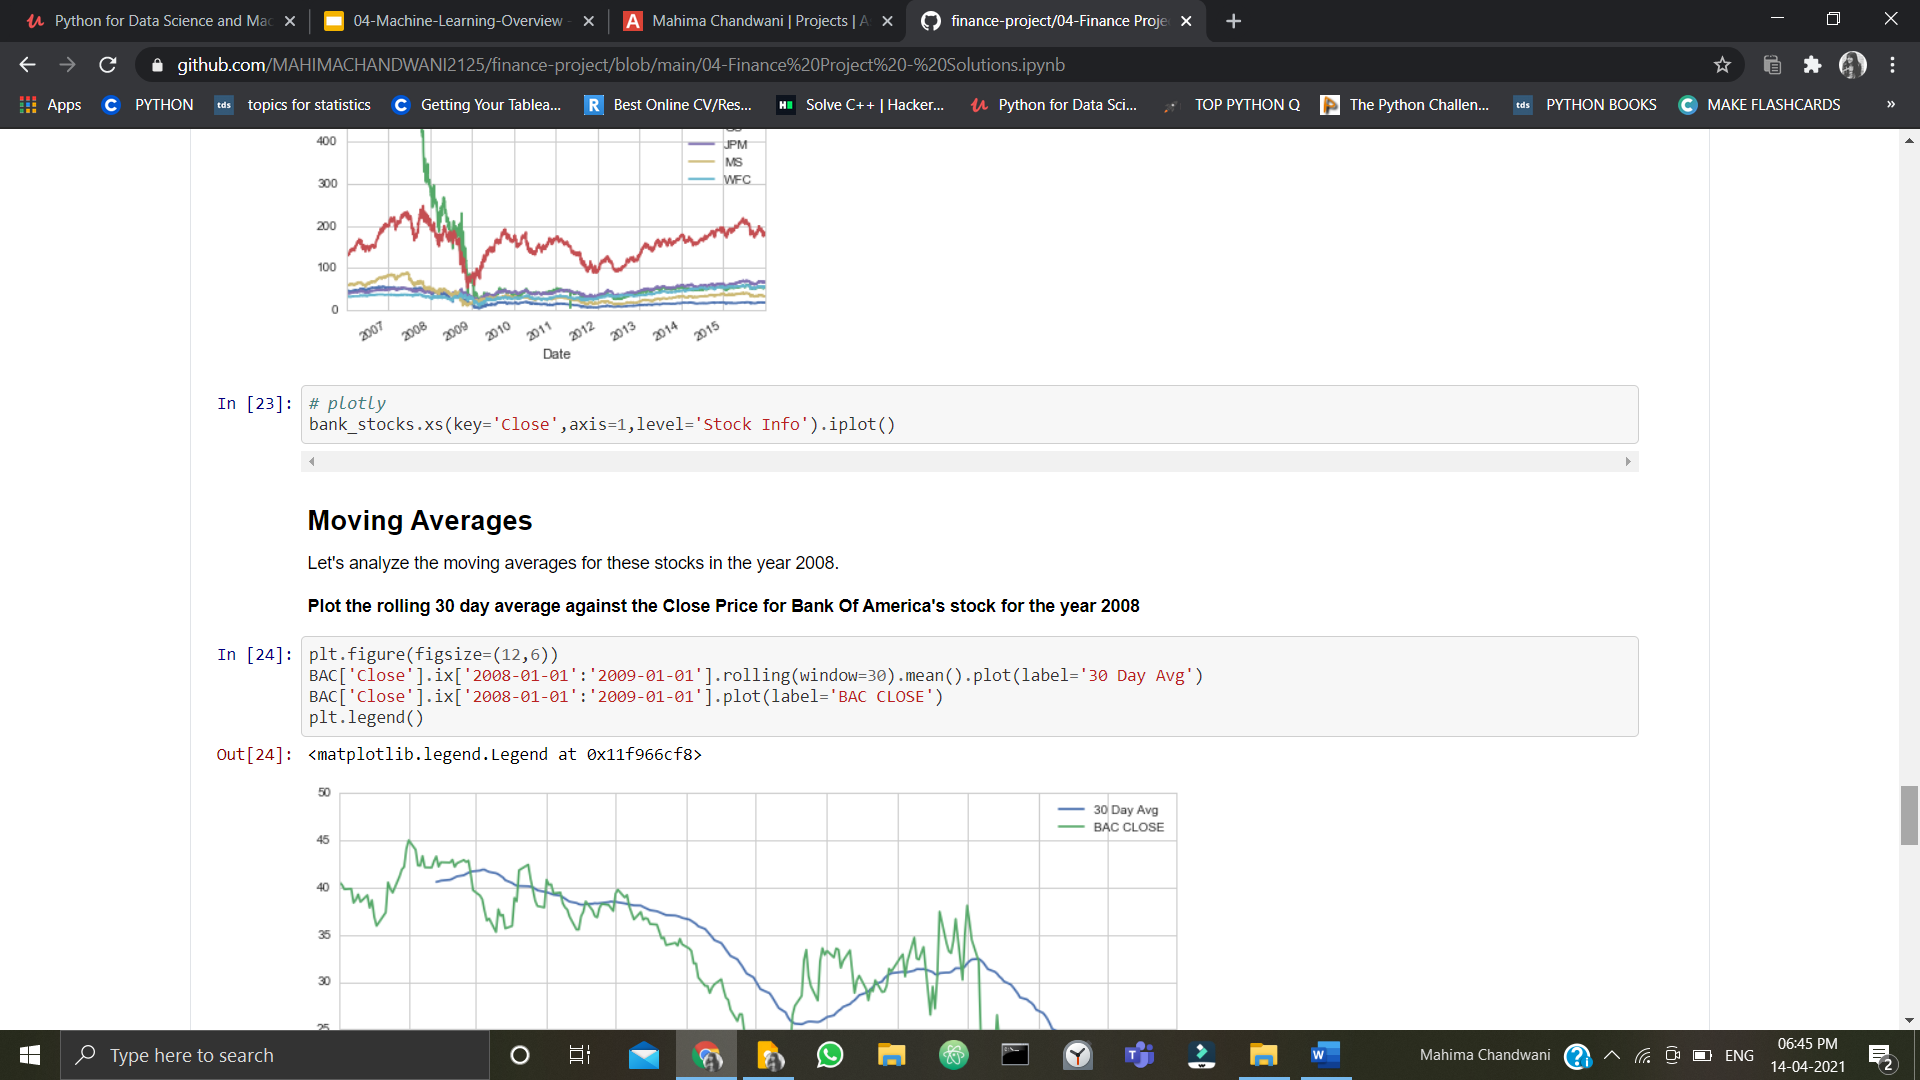 Python for Data Science and Mac
04-Machine-Learning-Overview -
Mahima Chandwani | Projects | A
finance-project/04-Finance Proje
github.com/MAHIMACHANDWANI2125/finance-project/blob/main/04-Finance%20Project%20-%20Solutions.ipynb
Apps PYTHON tds topics for statistics Getting Your Tablea... R Best Online CV/Res... Solve C++ | Hacker... Python for Data Sci... TOP PYTHON Q The Python Challen... tds PYTHON BOOKS MAKE FLASHCARDS »
400
300
200
100
0
JPM
MS
WFC
2007 2008 2009 2010 2011 2012 2013 2014 2015
Date
In [23]:
# plotly
bank_stocks.xs(key='Close',axis=1,level='Stock Info').iplot()
Moving Averages
Let's analyze the moving averages for these stocks in the year 2008.
Plot the rolling 30 day average against the Close Price for Bank Of America's stock for the year 2008
In [24]:
plt.figure(figsize=(12,6))
BAC['Close'].ix['2008-01-01':'2009-01-01'].rolling(window=30).mean().plot(label='30 Day Avg')
BAC['Close'].ix['2008-01-01':'2009-01-01'].plot(label='BAC CLOSE')
plt.legend()
Out[24]: <matplotlib.legend.Legend at 0x11f966cf8>
50
45
40
35
30
25
30 Day Avg
BAC CLOSE
Type here to search
Mahima Chandwani
ENG
06:45 PM
14-04-2021
2